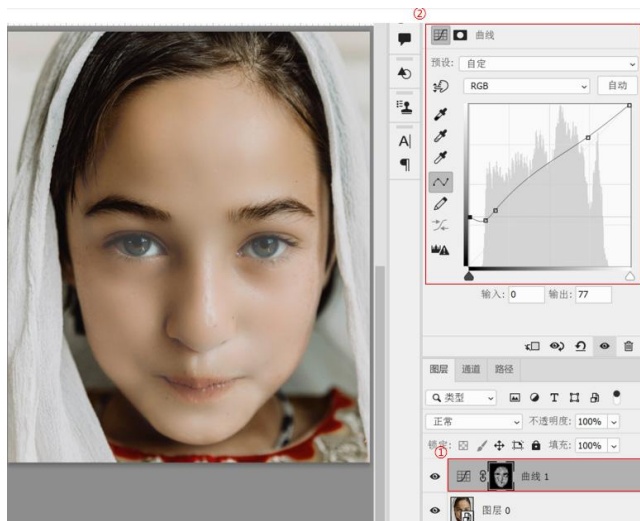 ②
曲线
预设: 自定
RGB 自动
A|
¶
输入: 0 输出: 77
图层 通道 路径
类型 T
正常 不透明度: 100%
锁定: 填充: 100%
①
曲线 1
图层 0